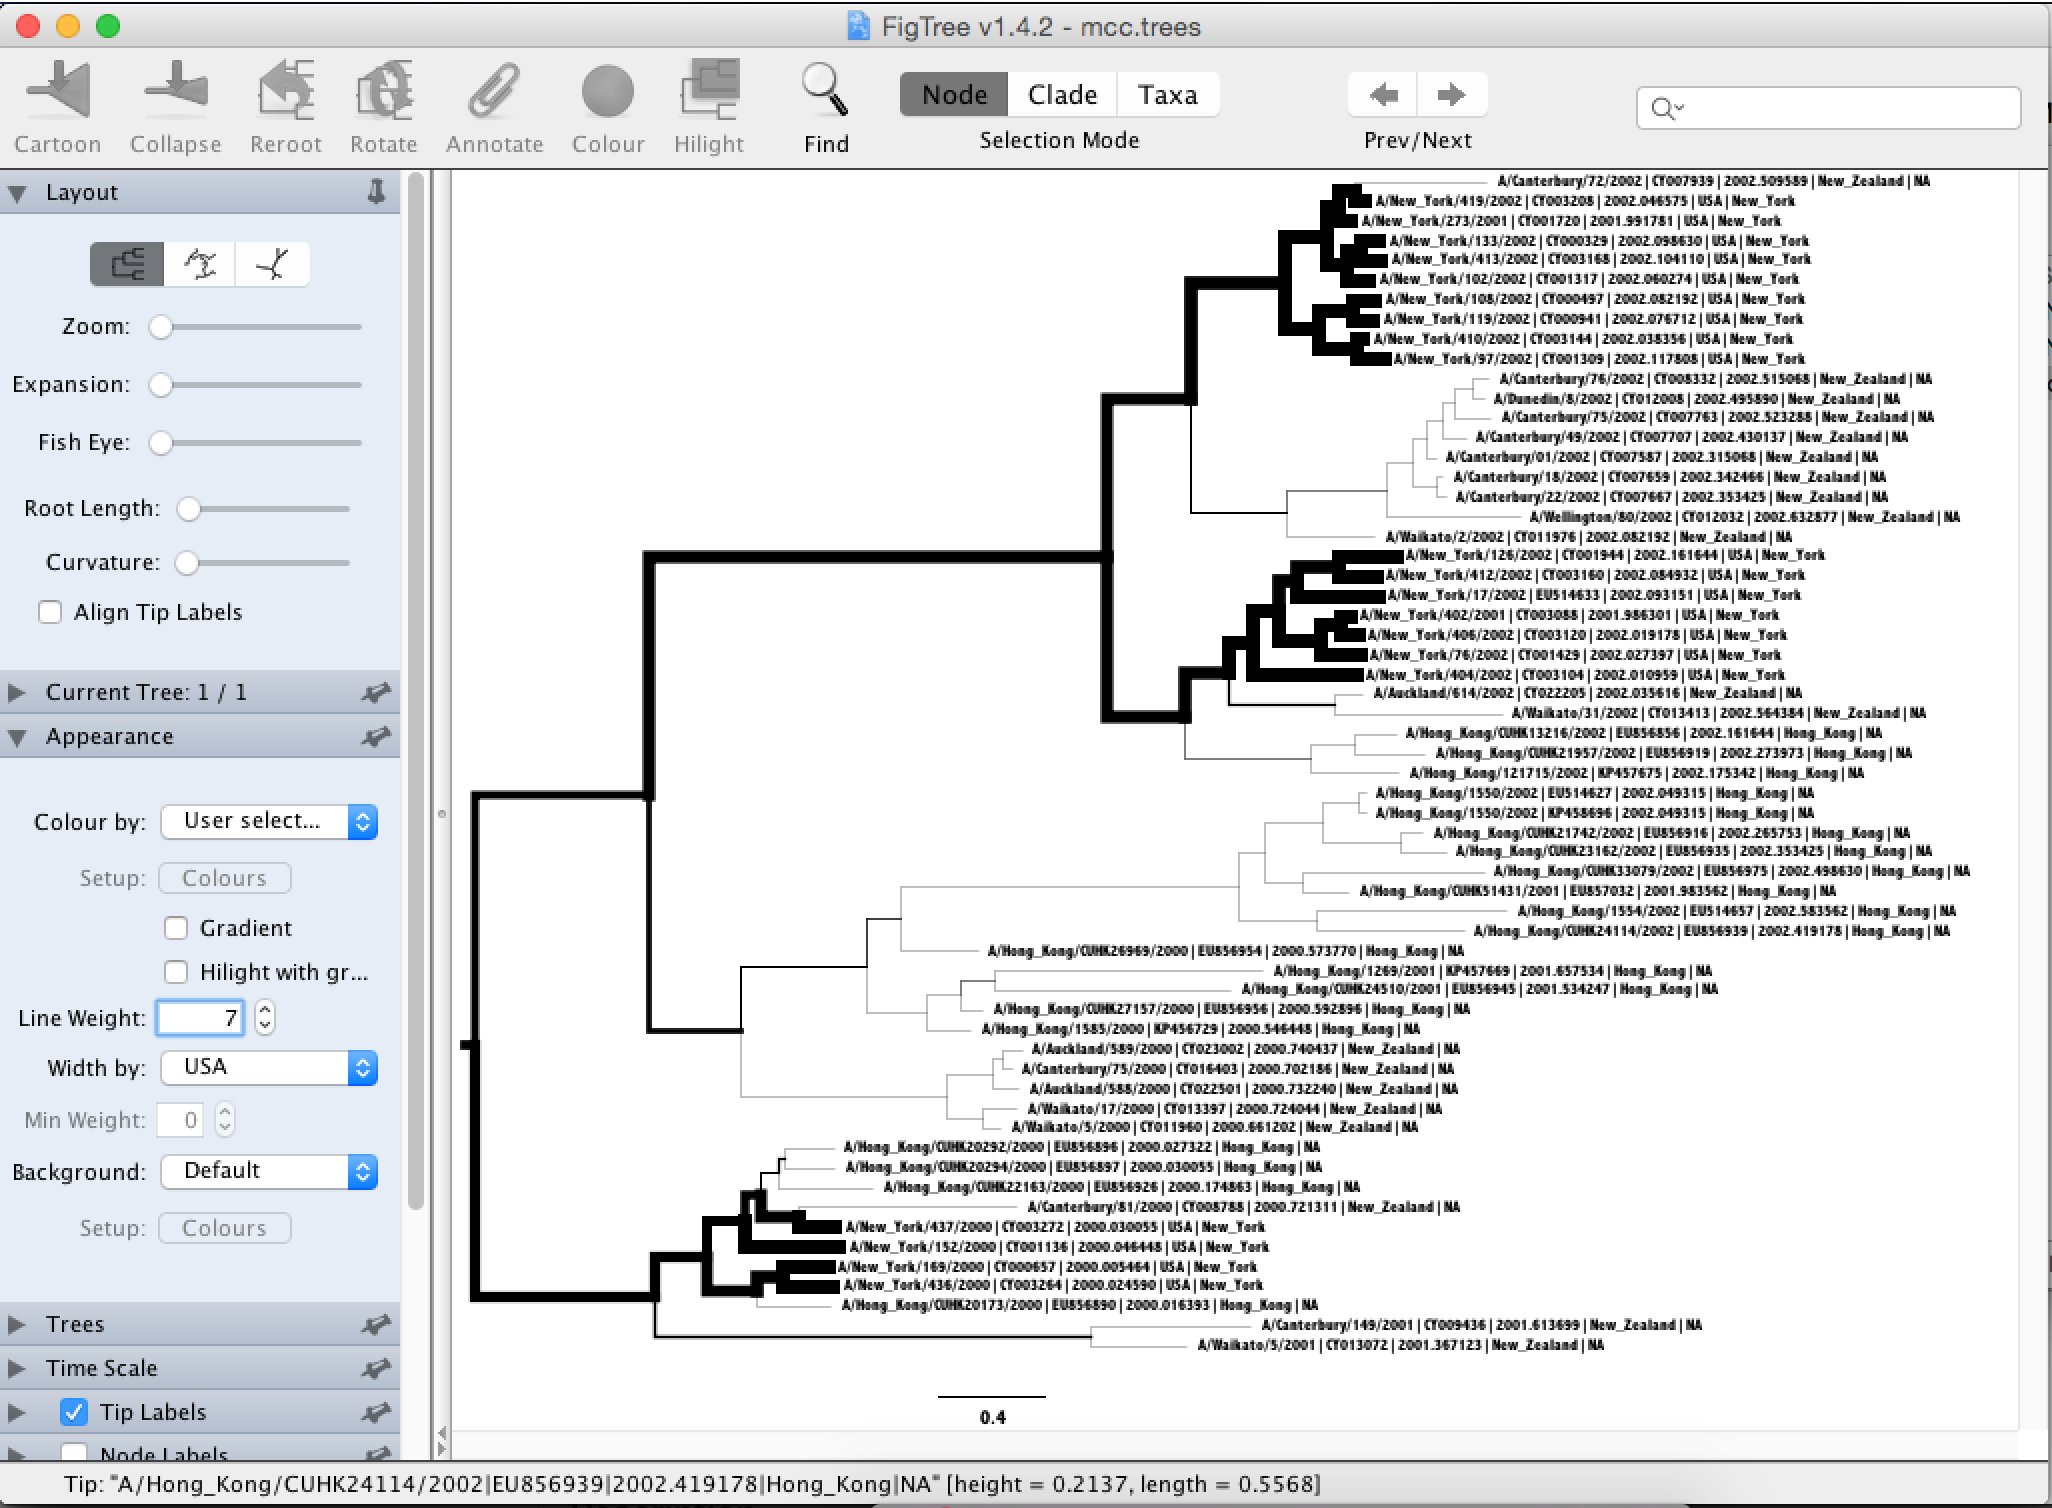 FigTree v1.4.2 - mcc.trees
Cartoon Collapse Reroot Rotate Annotate Colour Hilight Find
Node Clade Taxa
Selection Mode
Prev/Next
Layout
Zoom:
Expansion:
Fish Eye:
Root Length:
Curvature:
Align Tip Labels
Current Tree: 1 / 1
Appearance
Colour by: User select...
Setup: Colours
Gradient
Hilight with gr...
Line Weight: 7
Width by: USA
Min Weight: 0
Background: Default
Setup: Colours
Trees
Time Scale
Tip Labels
Node Labels
A/Canterbury/72/2002|CY007939|2002.509589|New_Zealand|NA
A/New_York/419/2002|CY003208|2002.046575|USA|New_York
A/New_York/273/2001|CY001720|2001.991781|USA|New_York
A/New_York/133/2002|CY000329|2002.098630|USA|New_York
A/New_York/413/2002|CY003168|2002.104110|USA|New_York
A/New_York/102/2002|CY001317|2002.060274|USA|New_York
A/New_York/108/2002|CY000497|2002.082192|USA|New_York
A/New_York/119/2002|CY000941|2002.076712|USA|New_York
A/New_York/410/2002|CY003144|2002.038356|USA|New_York
A/New_York/97/2002|CY001309|2002.117808|USA|New_York
A/Canterbury/76/2002|CY008332|2002.515068|New_Zealand|NA
A/Dunedin/8/2002|CY012008|2002.495890|New_Zealand|NA
A/Canterbury/75/2002|CY007763|2002.523288|New_Zealand|NA
A/Canterbury/49/2002|CY007707|2002.430137|New_Zealand|NA
A/Canterbury/01/2002|CY007587|2002.315068|New_Zealand|NA
A/Canterbury/18/2002|CY007659|2002.342466|New_Zealand|NA
A/Canterbury/22/2002|CY007667|2002.353425|New_Zealand|NA
A/Wellington/80/2002|CY012032|2002.632877|New_Zealand|NA
A/Waikato/2/2002|CY011976|2002.082192|New_Zealand|NA
A/New_York/126/2002|CY001944|2002.161644|USA|New_York
A/New_York/412/2002|CY003160|2002.084932|USA|New_York
A/New_York/17/2002|EU514633|2002.093151|USA|New_York
A/New_York/402/2001|CY003088|2001.986301|USA|New_York
A/New_York/406/2002|CY003120|2002.019178|USA|New_York
A/New_York/76/2002|CY001429|2002.027397|USA|New_York
A/New_York/404/2002|CY003104|2002.010959|USA|New_York
A/Auckland/614/2002|CY022205|2002.035616|New_Zealand|NA
A/Waikato/31/2002|CY013413|2002.564384|New_Zealand|NA
A/Hong_Kong/CUHK13216/2002|EU856856|2002.161644|Hong_Kong|NA
A/Hong_Kong/CUHK21957/2002|EU856919|2002.273973|Hong_Kong|NA
A/Hong_Kong/121715/2002|KP457675|2002.175342|Hong_Kong|NA
A/Hong_Kong/1550/2002|EU514627|2002.049315|Hong_Kong|NA
A/Hong_Kong/1550/2002|KP458696|2002.049315|Hong_Kong|NA
A/Hong_Kong/CUHK21742/2002|EU856916|2002.265753|Hong_Kong|NA
A/Hong_Kong/CUHK23162/2002|EU856935|2002.353425|Hong_Kong|NA
A/Hong_Kong/CUHK33079/2002|EU856975|2002.498630|Hong_Kong|NA
A/Hong_Kong/CUHK51431/2001|EU857032|2001.983562|Hong_Kong|NA
A/Hong_Kong/1554/2002|EU514657|2002.583562|Hong_Kong|NA
A/Hong_Kong/CUHK24114/2002|EU856939|2002.419178|Hong_Kong|NA
A/Hong_Kong/CUHK26969/2000|EU856954|2000.573770|Hong_Kong|NA
A/Hong_Kong/1269/2001|KP457669|2001.657534|Hong_Kong|NA
A/Hong_Kong/CUHK24510/2001|EU856945|2001.534247|Hong_Kong|NA
A/Hong_Kong/CUHK27157/2000|EU856956|2000.592896|Hong_Kong|NA
A/Hong_Kong/1585/2000|KP456729|2000.546448|Hong_Kong|NA
A/Auckland/589/2000|CY023002|2000.740437|New_Zealand|NA
A/Canterbury/75/2000|CY016403|2000.702186|New_Zealand|NA
A/Auckland/588/2000|CY022501|2000.732240|New_Zealand|NA
A/Waikato/17/2000|CY013397|2000.724044|New_Zealand|NA
A/Waikato/5/2000|CY011960|2000.661202|New_Zealand|NA
A/Hong_Kong/CUHK20292/2000|EU856896|2000.027322|Hong_Kong|NA
A/Hong_Kong/CUHK20294/2000|EU856897|2000.030055|Hong_Kong|NA
A/Hong_Kong/CUHK22163/2000|EU856926|2000.174863|Hong_Kong|NA
A/Canterbury/81/2000|CY008788|2000.721311|New_Zealand|NA
A/New_York/437/2000|CY003272|2000.030055|USA|New_York
A/New_York/152/2000|CY001136|2000.046448|USA|New_York
A/New_York/169/2000|CY000657|2000.005464|USA|New_York
A/New_York/436/2000|CY003264|2000.024590|USA|New_York
A/Hong_Kong/CUHK20173/2000|EU856890|2000.016393|Hong_Kong|NA
A/Canterbury/149/2001|CY009436|2001.613699|New_Zealand|NA
A/Waikato/5/2001|CY013072|2001.367123|New_Zealand|NA
0.4
Tip: "A/Hong_Kong/CUHK24114/2002|EU856939|2002.419178|Hong_Kong|NA" [height = 0.2137, length = 0.5568]